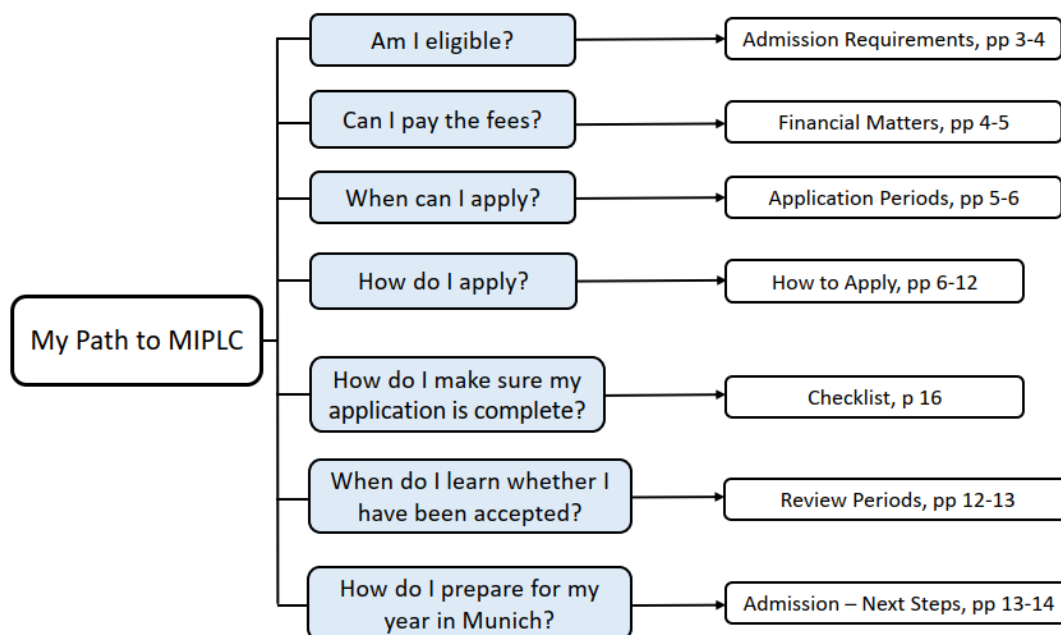 Am I eligible?
Admission Requirements, pp 3-4
Can I pay the fees?
Financial Matters, pp 4-5
When can I apply?
Application Periods, pp 5-6
How do I apply?
How to Apply, pp 6-12
My Path to MIPLC
How do I make sure my
application is complete?
Checklist, p 16
When do I learn whether I
have been accepted?
Review Periods, pp 12-13
How do I prepare for my
year in Munich?
Admission – Next Steps, pp 13-14